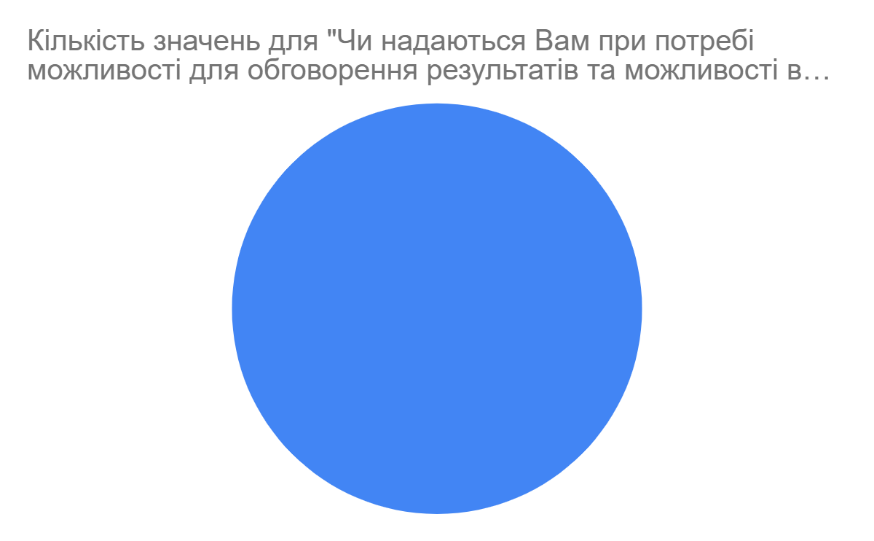 Кількість значень для "Чи надаються Вам при потребі
можливості для обговорення результатів та можливості в…